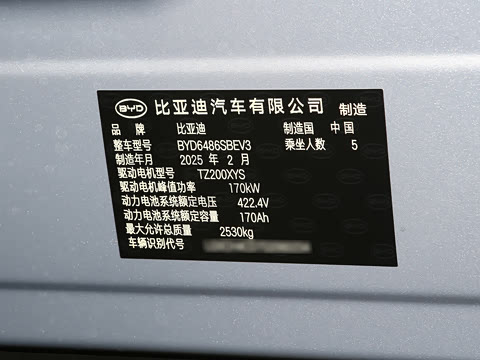 BYD 比亚迪汽车有限公司 制造
品牌 比亚迪 制造国 中国
整车型号 BYD6486SBEV3 乘坐人数 5
制造年月 2025 年 2 月
驱动电机型号 TZ200XYS
驱动电机峰值功率 170kW
动力电池系统额定电压 422.4V
动力电池系统额定容量 170Ah
最大允许总质量 2530kg
车辆识别代号